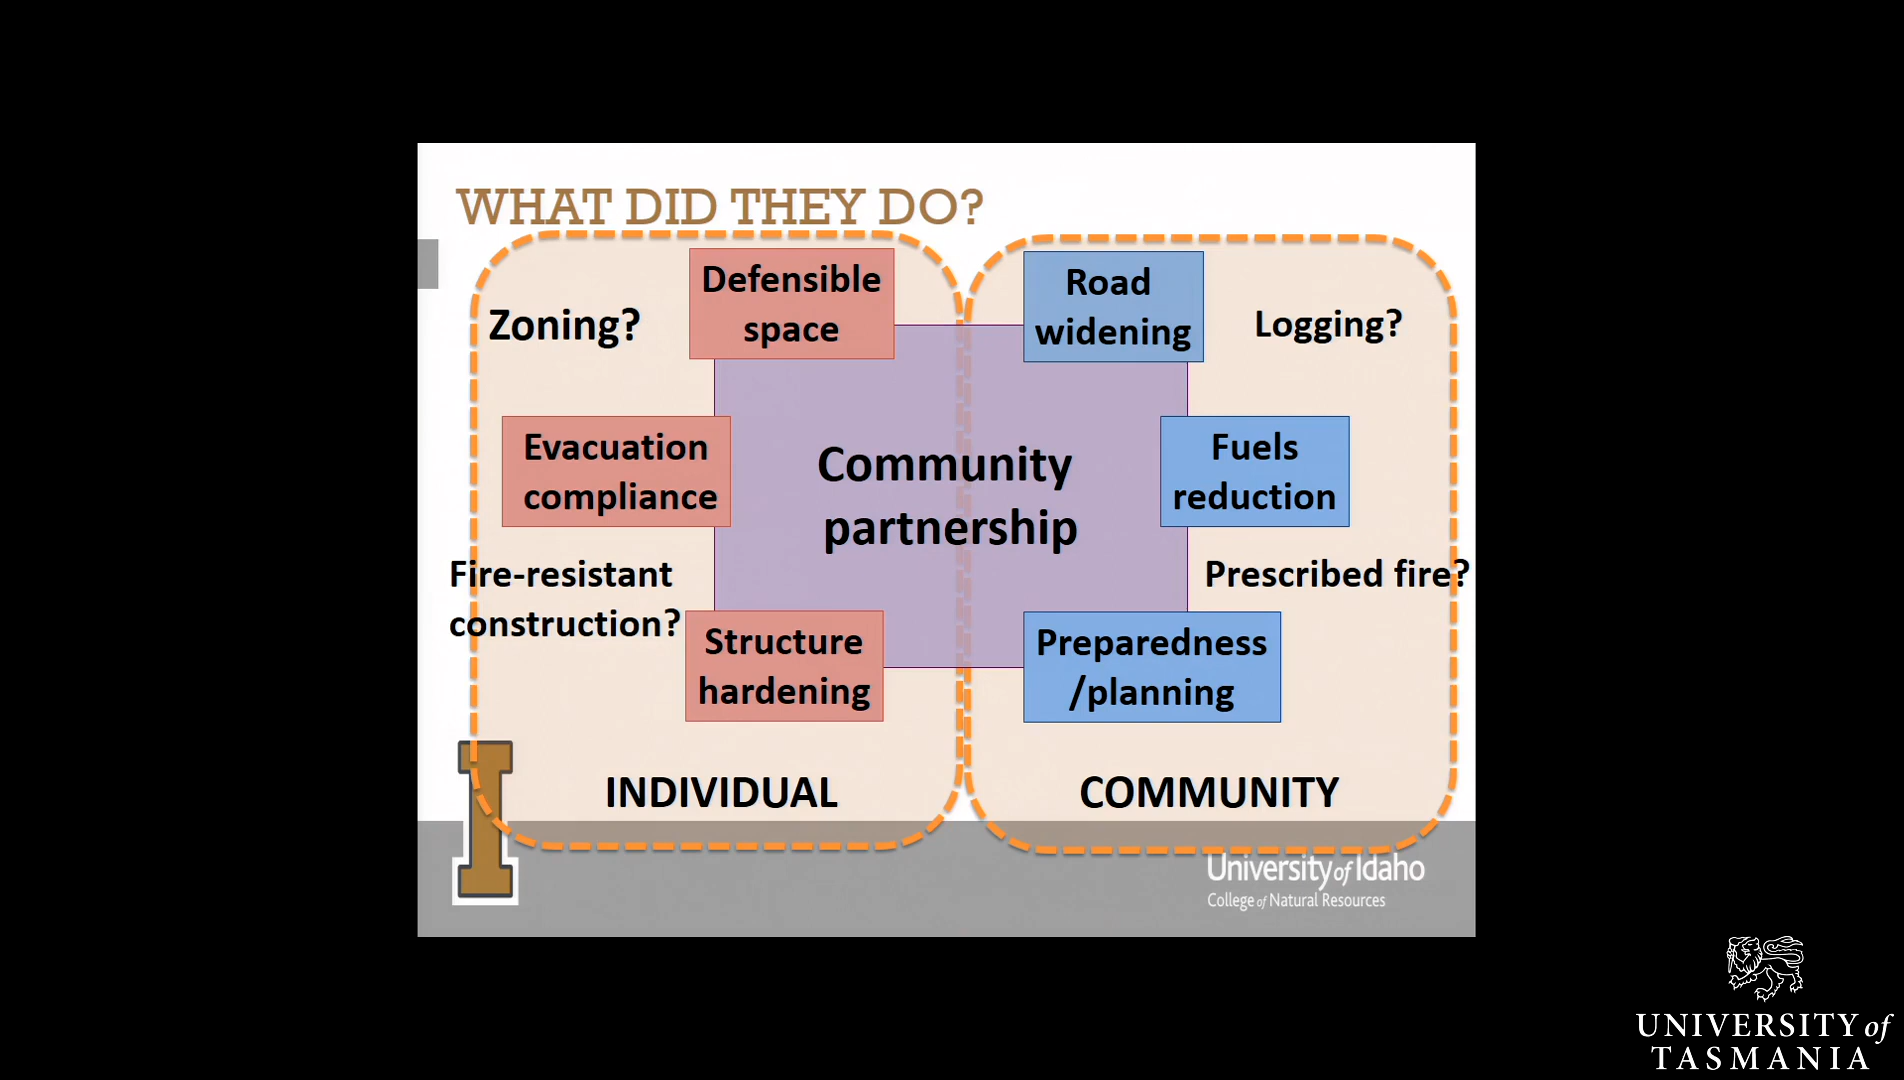 WHAT DID THEY DO?
Zoning?
Defensible
space
Road
widening
Logging?
Evacuation
compliance
Community
partnership
Fuels
reduction
Fire-resistant
construction?
Prescribed fire?
Structure
hardening
Preparedness
/planning
INDIVIDUAL
COMMUNITY
I
University of Idaho
College of Natural Resources
UNIVERSITY of
TASMANIA